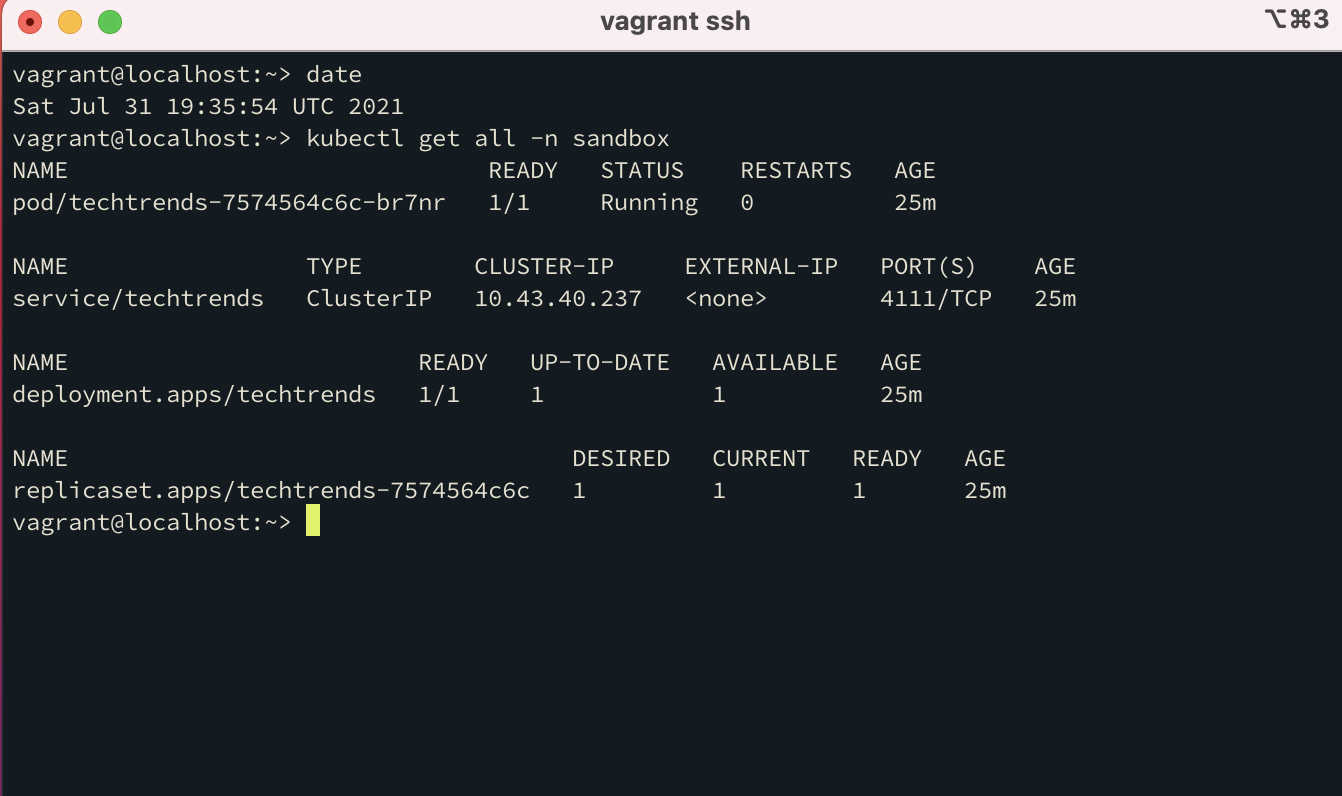 vagrant ssh
⌥⌘3
vagrant@localhost:~> date
Sat Jul 31 19:35:54 UTC 2021
vagrant@localhost:~> kubectl get all -n sandbox
NAME                              READY   STATUS    RESTARTS   AGE
pod/techtrends-7574564c6c-br7nr   1/1     Running   0          25m

NAME                 TYPE        CLUSTER-IP     EXTERNAL-IP   PORT(S)    AGE
service/techtrends   ClusterIP   10.43.40.237   <none>        4111/TCP   25m

NAME                         READY   UP-TO-DATE   AVAILABLE   AGE
deployment.apps/techtrends   1/1     1            1           25m

NAME                                    DESIRED   CURRENT   READY   AGE
replicaset.apps/techtrends-7574564c6c   1         1         1       25m
vagrant@localhost:~>